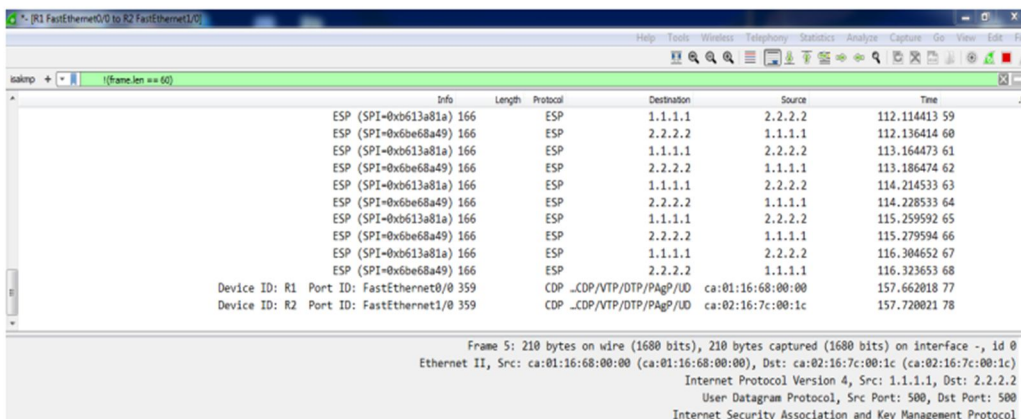 *- [R1 FastEthernet0/0 to R2 FastEthernet1/0]
Help Tools Wireless Telephony Statistics Analyze Capture Go View Edit
isakmp + !(frame.len == 60)
Info Length Protocol Destination Source Time
ESP (SPI=0xb613a81a) 166 ESP 1.1.1.1 2.2.2.2 112.114413 59
ESP (SPI=0x6be68a49) 166 ESP 2.2.2.2 1.1.1.1 112.136414 60
ESP (SPI=0xb613a81a) 166 ESP 1.1.1.1 2.2.2.2 113.164473 61
ESP (SPI=0x6be68a49) 166 ESP 2.2.2.2 1.1.1.1 113.186474 62
ESP (SPI=0xb613a81a) 166 ESP 1.1.1.1 2.2.2.2 114.214533 63
ESP (SPI=0x6be68a49) 166 ESP 2.2.2.2 1.1.1.1 114.228533 64
ESP (SPI=0xb613a81a) 166 ESP 1.1.1.1 2.2.2.2 115.259592 65
ESP (SPI=0x6be68a49) 166 ESP 2.2.2.2 1.1.1.1 115.279594 66
ESP (SPI=0xb613a81a) 166 ESP 1.1.1.1 2.2.2.2 116.304652 67
ESP (SPI=0x6be68a49) 166 ESP 2.2.2.2 1.1.1.1 116.323653 68
Device ID: R1 Port ID: FastEthernet0/0 359 CDP …CDP/VTP/DTP/PAgP/UD ca:01:16:68:00:00 157.662018 77
Device ID: R2 Port ID: FastEthernet1/0 359 CDP …CDP/VTP/DTP/PAgP/UD ca:02:16:7c:00:1c 157.720021 78
Frame 5: 210 bytes on wire (1680 bits), 210 bytes captured (1680 bits) on interface -, id 0
Ethernet II, Src: ca:01:16:68:00:00 (ca:01:16:68:00:00), Dst: ca:02:16:7c:00:1c (ca:02:16:7c:00:1c)
Internet Protocol Version 4, Src: 1.1.1.1, Dst: 2.2.2.2
User Datagram Protocol, Src Port: 500, Dst Port: 500
Internet Security Association and Key Management Protocol